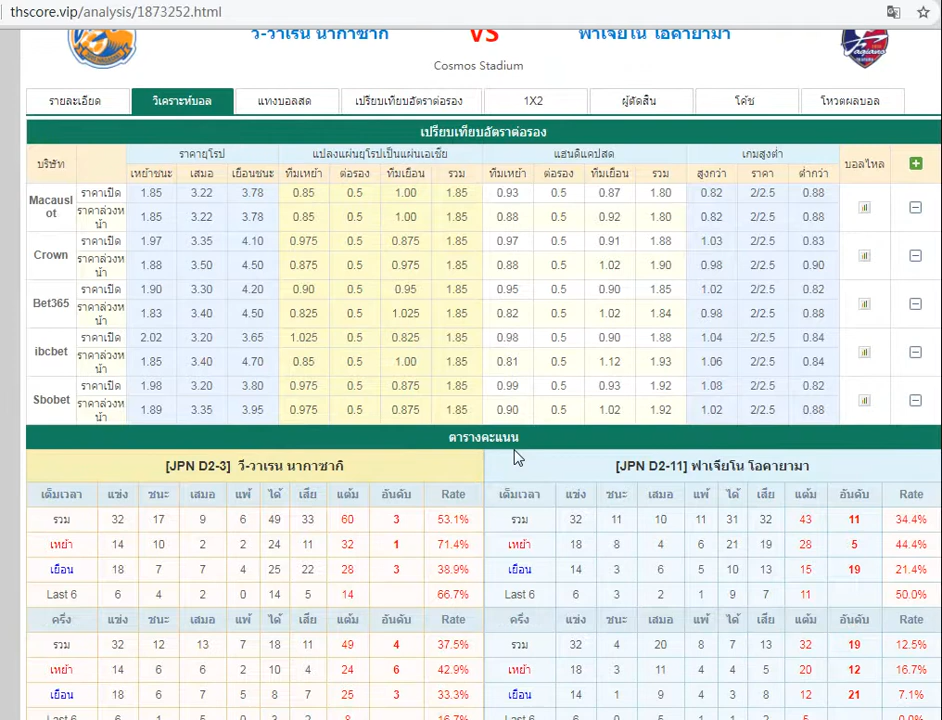 thscore.vip/analysis/1873252.html
วี-วาเรน นากาซากิ VS ฟาเจียโน โอคายามา
Cosmos Stadium
รายละเอียด วิเคราะห์บอล แทงบอลสด เปรียบเทียบอัตราต่อรอง 1X2 ผู้ตัดสิน โค้ช โหวตผลบอล
เปรียบเทียบอัตราต่อรอง
บริษัท ราคายุโรป แปลงแผ่นยุโรปเป็นแผ่นเอเชีย แฮนดิแคปสด เกมสูงต่ำ บอลไหล
เหย้าชนะ เสมอ เยือนชนะ ทีมเหย้า ต่อรอง ทีมเยือน รวม ทีมเหย้า ต่อรอง ทีมเยือน รวม สูงกว่า ราคา ต่ำกว่า
Macauslot ราคาเปิด 1.85 3.22 3.78 0.85 0.5 1.00 1.85 0.93 0.5 0.87 1.80 0.82 2/2.5 0.88
ราคาล่วงหน้า 1.85 3.22 3.78 0.85 0.5 1.00 1.85 0.88 0.5 0.92 1.80 0.82 2/2.5 0.88
Crown ราคาเปิด 1.97 3.35 4.10 0.975 0.5 0.875 1.85 0.97 0.5 0.91 1.88 1.03 2/2.5 0.83
ราคาล่วงหน้า 1.88 3.50 4.50 0.875 0.5 0.975 1.85 0.88 0.5 1.02 1.90 0.98 2/2.5 0.90
Bet365 ราคาเปิด 1.90 3.30 4.20 0.90 0.5 0.95 1.85 0.95 0.5 0.90 1.85 1.02 2/2.5 0.82
ราคาล่วงหน้า 1.83 3.40 4.50 0.825 0.5 1.025 1.85 0.82 0.5 1.02 1.84 0.98 2/2.5 0.88
ibcbet ราคาเปิด 2.02 3.20 3.65 1.025 0.5 0.825 1.85 0.98 0.5 0.90 1.88 1.04 2/2.5 0.84
ราคาล่วงหน้า 1.85 3.40 4.70 0.85 0.5 1.00 1.85 0.81 0.5 1.12 1.93 1.06 2/2.5 0.84
Sbobet ราคาเปิด 1.98 3.20 3.80 0.975 0.5 0.875 1.85 0.99 0.5 0.93 1.92 1.08 2/2.5 0.82
ราคาล่วงหน้า 1.89 3.35 3.95 0.975 0.5 0.875 1.85 0.90 0.5 1.02 1.92 1.02 2/2.5 0.88
ตารางคะแนน
[JPN D2-3] วี-วาเรน นากาซากิ [JPN D2-11] ฟาเจียโน โอคายามา
เต็มเวลา แข่ง ชนะ เสมอ แพ้ ได้ เสีย แต้ม อันดับ Rate เต็มเวลา แข่ง ชนะ เสมอ แพ้ ได้ เสีย แต้ม อันดับ Rate
รวม 32 17 9 6 49 33 60 3 53.1% รวม 32 11 10 11 31 32 43 11 34.4%
เหย้า 14 10 2 2 24 11 32 1 71.4% เหย้า 18 8 4 6 21 19 28 5 44.4%
เยือน 18 7 7 4 25 22 28 3 38.9% เยือน 14 3 6 5 10 13 15 19 21.4%
Last 6 6 4 2 0 14 5 14 66.7% Last 6 6 3 2 1 9 7 11 50.0%
ครึ่ง แข่ง ชนะ เสมอ แพ้ ได้ เสีย แต้ม อันดับ Rate ครึ่ง แข่ง ชนะ เสมอ แพ้ ได้ เสีย แต้ม อันดับ Rate
รวม 32 12 13 7 18 11 49 4 37.5% รวม 32 4 20 8 7 13 32 19 12.5%
เหย้า 14 6 6 2 10 4 24 6 42.9% เหย้า 18 3 11 4 4 5 20 12 16.7%
เยือน 18 6 7 5 8 7 25 3 33.3% เยือน 14 1 9 4 3 8 12 21 7.1%
Last 6 6 1 5